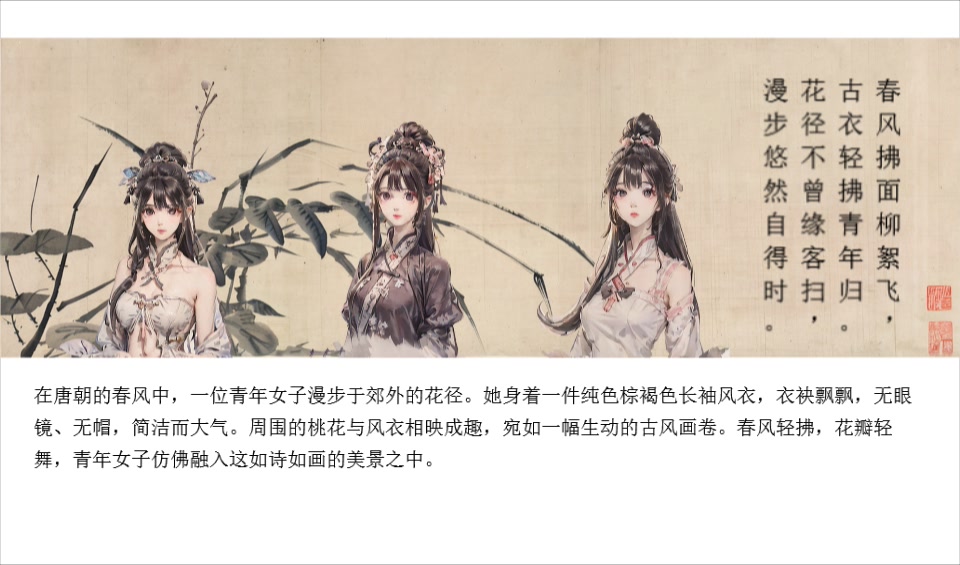 春风拂面柳絮飞，
古衣轻拂青年归。
花径不曾缘客扫，
漫步悠然自得时。
在唐朝的春风中，一位青年女子漫步于郊外的花径。她身着一件纯色棕褐色长袖风衣，衣袂飘飘，无眼
镜、无帽，简洁而大气。周围的桃花与风衣相映成趣，宛如一幅生动的古风画卷。春风轻拂，花瓣轻
舞，青年女子仿佛融入这如诗如画的美景之中。